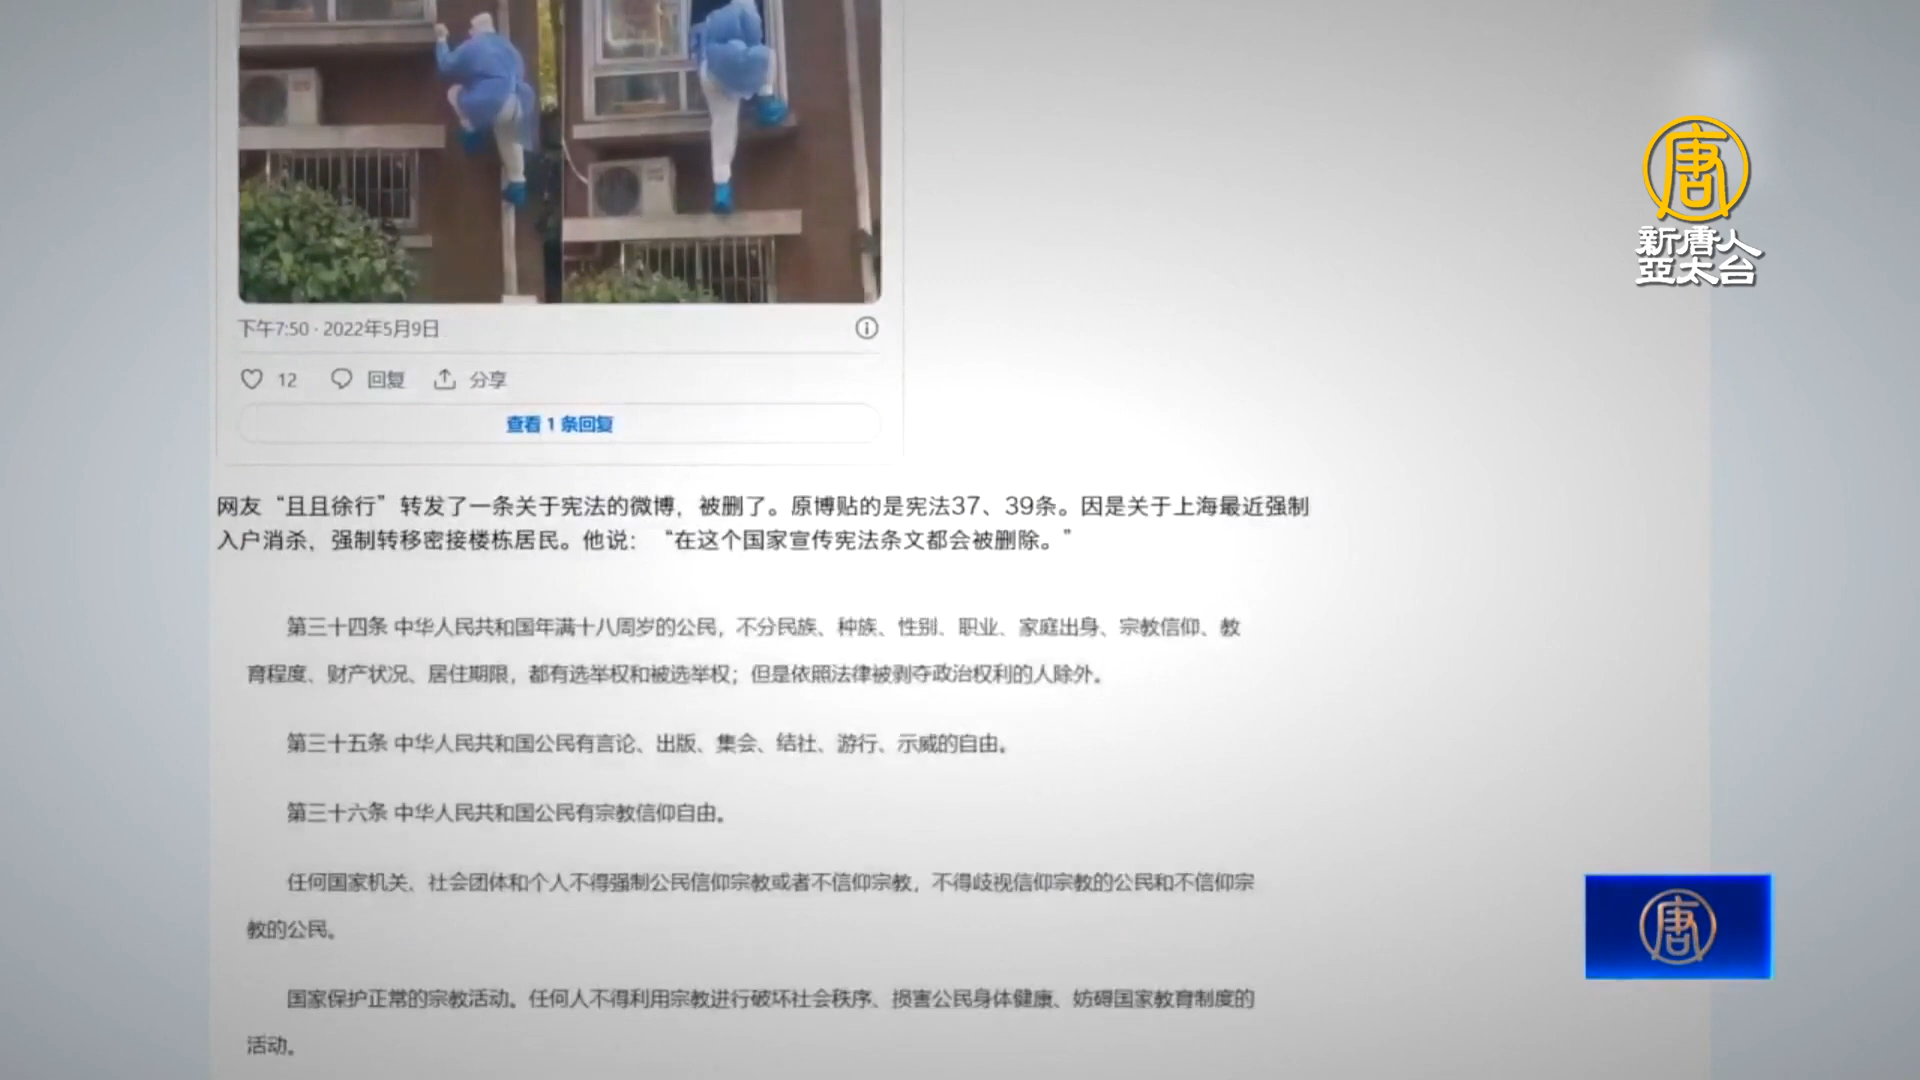 唐
新唐人
亞太台
下午7:50 · 2022年5月9日
12 回复 分享
查看 1 条回复
网友“且且徐行”转发了一条关于宪法的微博，被删了。原博贴的是宪法37、39条。因是关于上海最近强制
入户消杀、强制转移密接楼栋居民。他说：“在这个国家宣传宪法条文都会被删除。”
第三十四条 中华人民共和国年满十八周岁的公民，不分民族、种族、性别、职业、家庭出身、宗教信仰、教
育程度、财产状况、居住期限，都有选举权和被选举权；但是依照法律被剥夺政治权利的人除外。
第三十五条 中华人民共和国公民有言论、出版、集会、结社、游行、示威的自由。
第三十六条 中华人民共和国公民有宗教信仰自由。
任何国家机关、社会团体和个人不得强制公民信仰宗教或者不信仰宗教，不得歧视信仰宗教的公民和不信仰宗
教的公民。
唐
国家保护正常的宗教活动。任何人不得利用宗教进行破坏社会秩序、损害公民身体健康、妨碍国家教育制度的
活动。